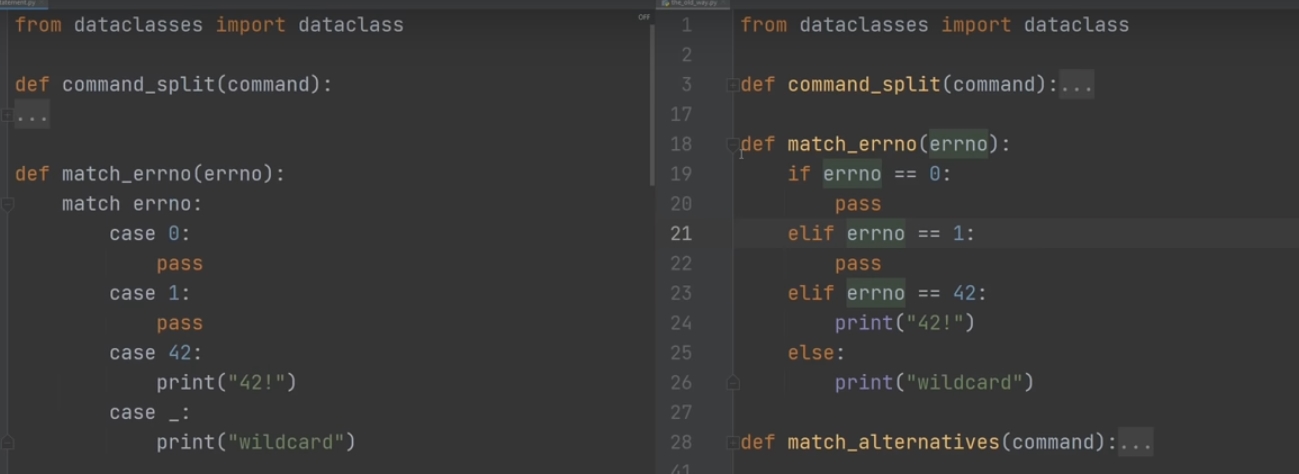 atement.py
from dataclasses import dataclass
def command_split(command):
...
def match_errno(errno):
match errno:
case 0:
pass
case 1:
pass
case 42:
print("42!")
case _:
print("wildcard")
OFF
the_old_way.py
1 from dataclasses import dataclass
2
3 def command_split(command):...
17
18 def match_errno(errno):
19 if errno == 0:
20 pass
21 elif errno == 1:
22 pass
23 elif errno == 42:
24 print("42!")
25 else:
26 print("wildcard")
27
28 def match_alternatives(command):...
41